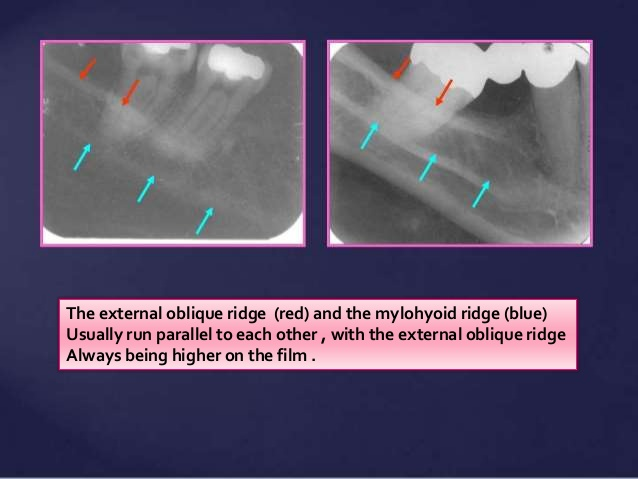 The external oblique ridge (red) and the mylohyoid ridge (blue)
Usually run parallel to each other , with the external oblique ridge
Always being higher on the film .